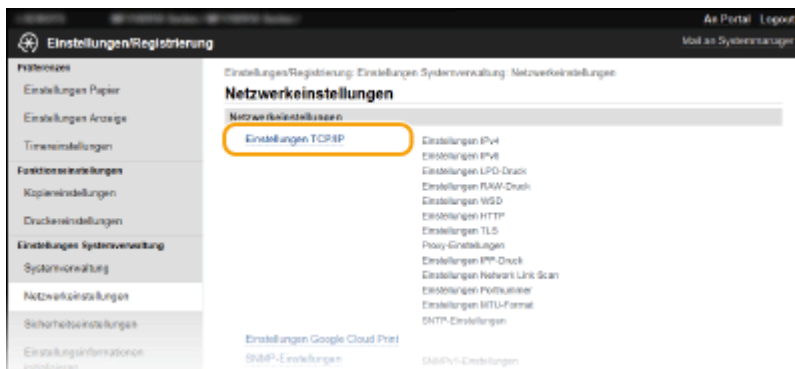 An Portal Logout
Einstellungen/Registrierung
Mail an Systemmanager
Präferenzen
Einstellungen Papier
Einstellungen Anzeige
Timereinstellungen
Funktionseinstellungen
Kopiereinstellungen
Druckereinstellungen
Einstellungen Systemverwaltung
Systemverwaltung
Netzwerkeinstellungen
Sicherheitseinstellungen
Einstellungsinformationen
initialisieren
Einstellungen/Registrierung: Einstellungen Systemverwaltung: Netzwerkeinstellungen
Netzwerkeinstellungen
Netzwerkeinstellungen
Einstellungen TCP/IP
Einstellungen IPv4
Einstellungen IPv6
Einstellungen LPD-Druck
Einstellungen RAW-Druck
Einstellungen WSD
Einstellungen HTTP
Einstellungen TLS
Proxy-Einstellungen
Einstellungen IPP-Druck
Einstellungen Network Link Scan
Einstellungen Portnummer
Einstellungen MTU-Format
SNTP-Einstellungen
Einstellungen Google Cloud Print
SNMP-Einstellungen
SNMPv1-Einstellungen